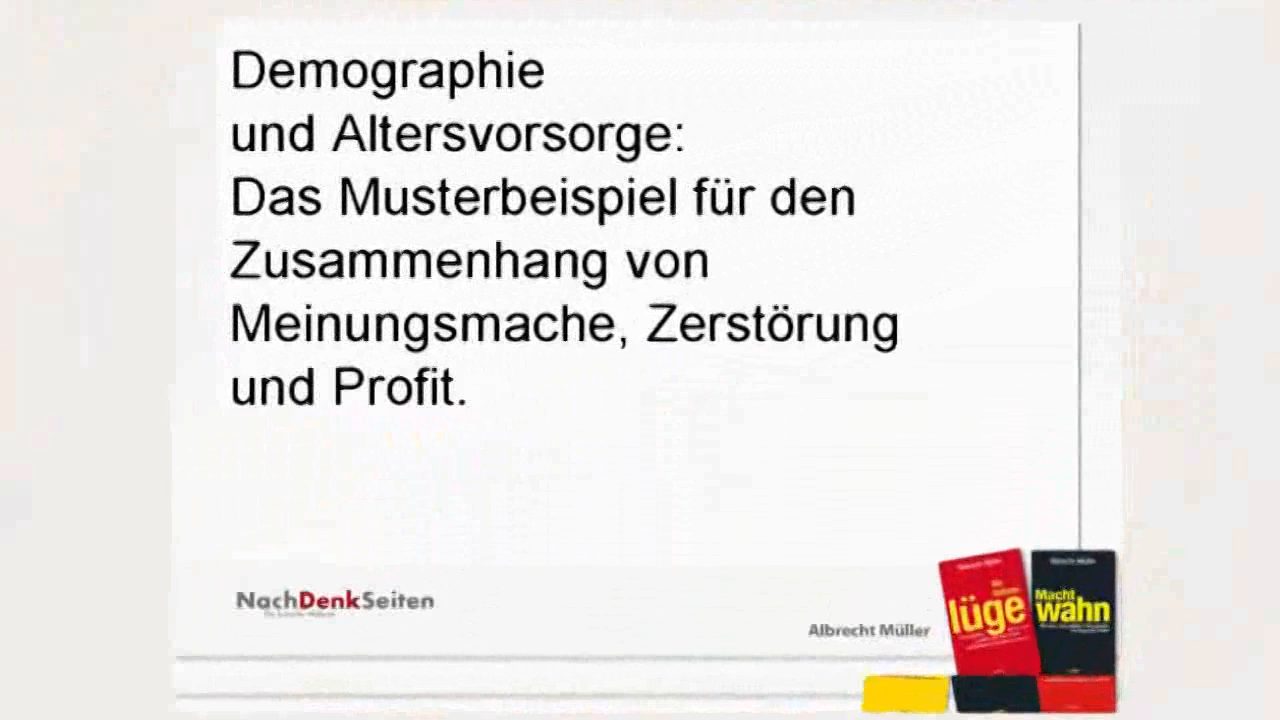 Demographie
und Altersvorsorge:
Das Musterbeispiel für den
Zusammenhang von
Meinungsmache, Zerstörung
und Profit.
NachDenkSeiten
Albrecht Müller
lüge
Macht
wahn